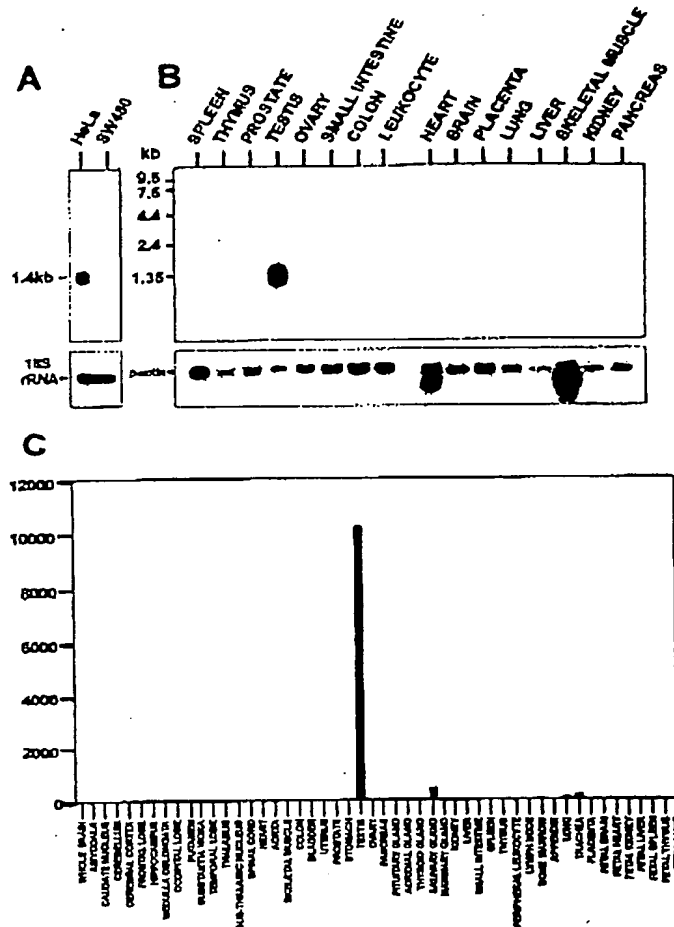 A
B
HeLa
SW480
SPLEEN
THYMUS
PROSTATE
TESTIS
OVARY
SMALL INTESTINE
COLON
LEUKOCYTE
HEART
BRAIN
PLACENTA
LUNG
LIVER
SKELETAL MUSCLE
KIDNEY
PANCREAS
kb
9.5
7.5
4.4
2.4
1.35
1.4kb
18S
rRNA
β-actin
C
12000
10000
8000
6000
4000
2000
0
WHOLE BRAIN
AMYGDALA
CAUDATE NUCLEUS
CEREBELLUM
CEREBRAL CORTEX
FRONTAL LOBE
HIPPOCAMPUS
MEDULLA OBLONGATA
OCCIPITAL LOBE
PUTAMEN
SUBSTANTIA NIGRA
TEMPORAL LOBE
THALAMUS
SUB-THALAMIC NUCLEUS
SPINAL CORD
HEART
AORTA
SKELETAL MUSCLE
COLON
BLADDER
UTERUS
PROSTATE
STOMACH
TESTIS
OVARY
PANCREAS
PITUITARY GLAND
ADRENAL GLAND
THYROID GLAND
SALIVARY GLAND
MAMMARY GLAND
KIDNEY
LIVER
SMALL INTESTINE
SPLEEN
THYMUS
PERIPHERAL LEUKOCYTE
LYMPH NODE
BONE MARROW
APPENDIX
LUNG
TRACHEA
PLACENTA
FETAL BRAIN
FETAL HEART
FETAL KIDNEY
FETAL LIVER
FETAL SPLEEN
FETAL THYMUS